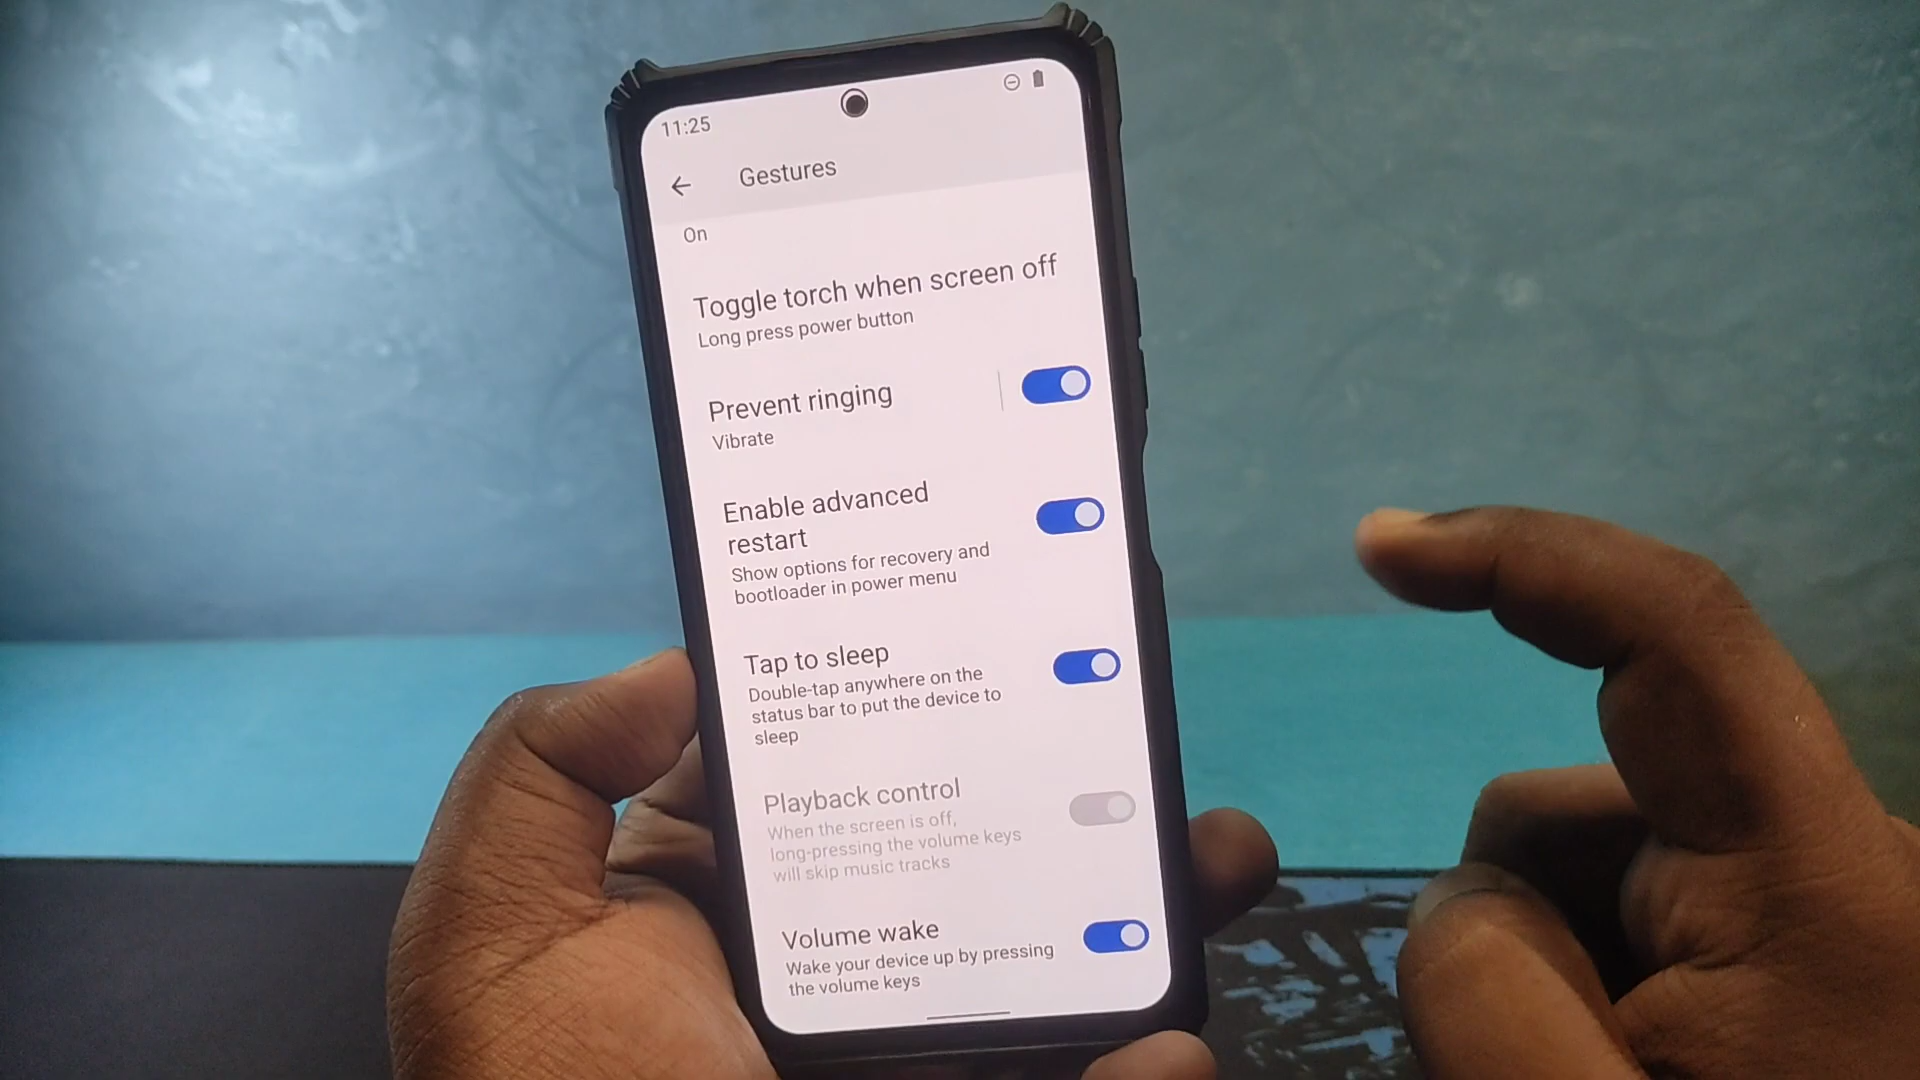 11:25
Gestures
On
Toggle torch when screen off
Long press power button
Prevent ringing
Vibrate
Enable advanced
restart
Show options for recovery and
bootloader in power menu
Tap to sleep
Double-tap anywhere on the
status bar to put the device to
sleep
Playback control
When the screen is off,
long-pressing the volume keys
will skip music tracks
Volume wake
Wake your device up by pressing
the volume keys